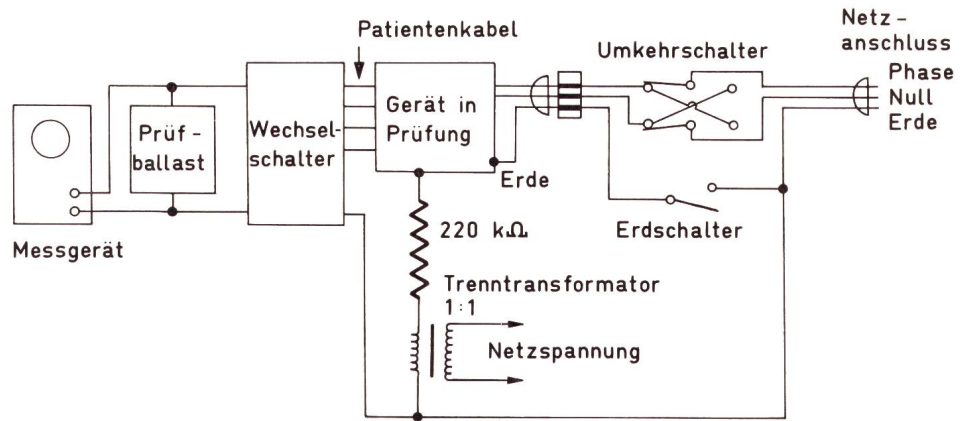 Patientenkabel
Umkehrschalter
Netz-
anschluss
Phase
Null
Erde
Gerät in
Prüfung
Wechsel-
schalter
Prüf-
ballast
Erde
Messgerät
220 kΩ
Erdschalter
Trenntransformator
1:1
Netzspannung